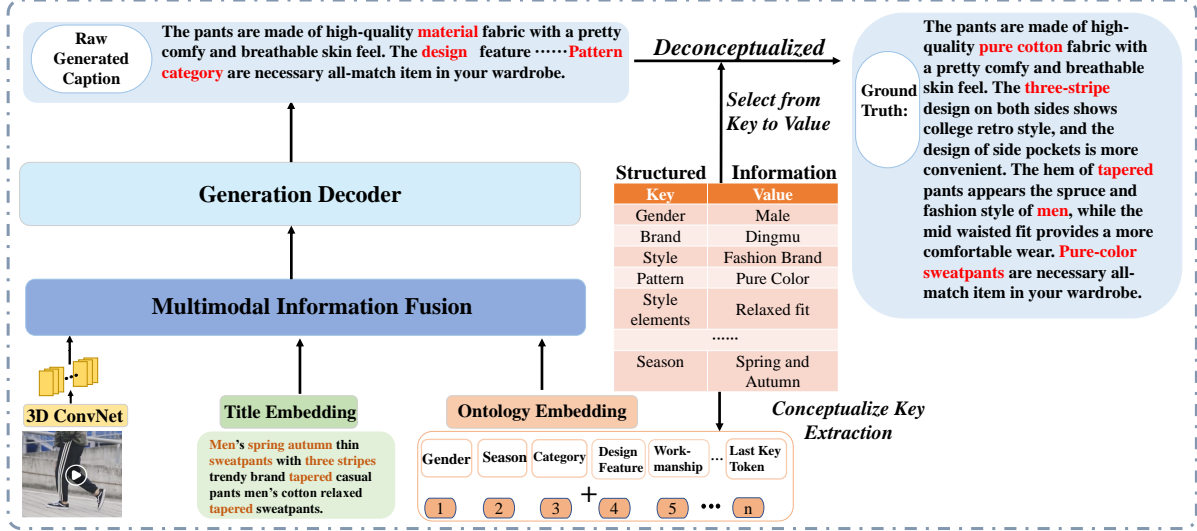 Raw
Generated
Caption
The pants are made of high-quality material fabric with a pretty
comfy and breathable skin feel. The design feature ⋯⋯Pattern
category are necessary all-match item in your wardrobe.
Deconceptualized
Select from
Key to Value
Ground
Truth:
The pants are made of high-
quality pure cotton fabric with
a pretty comfy and breathable
skin feel. The three-stripe
design on both sides shows
college retro style, and the
design of side pockets is more
convenient. The hem of tapered
pants appears the spruce and
fashion style of men, while the
mid waisted fit provides a more
comfortable wear. Pure-color
sweatpants are necessary all-
match item in your wardrobe.
Generation Decoder
Multimodal Information Fusion
Structured Information
Key Value
Gender Male
Brand Dingmu
Style Fashion Brand
Pattern Pure Color
Style
elements
Relaxed fit
⋯⋯
Season
Spring and
Autumn
3D ConvNet
Title Embedding
Men's spring autumn thin
sweatpants with three stripes
trendy brand tapered casual
pants men's cotton relaxed
tapered sweatpants.
Ontology Embedding
Conceptualize Key
Extraction
Gender
Season
Category
Design
Feature
Work-
manship
...
Last Key
Token
+
1 2 3 4 5 ••• n